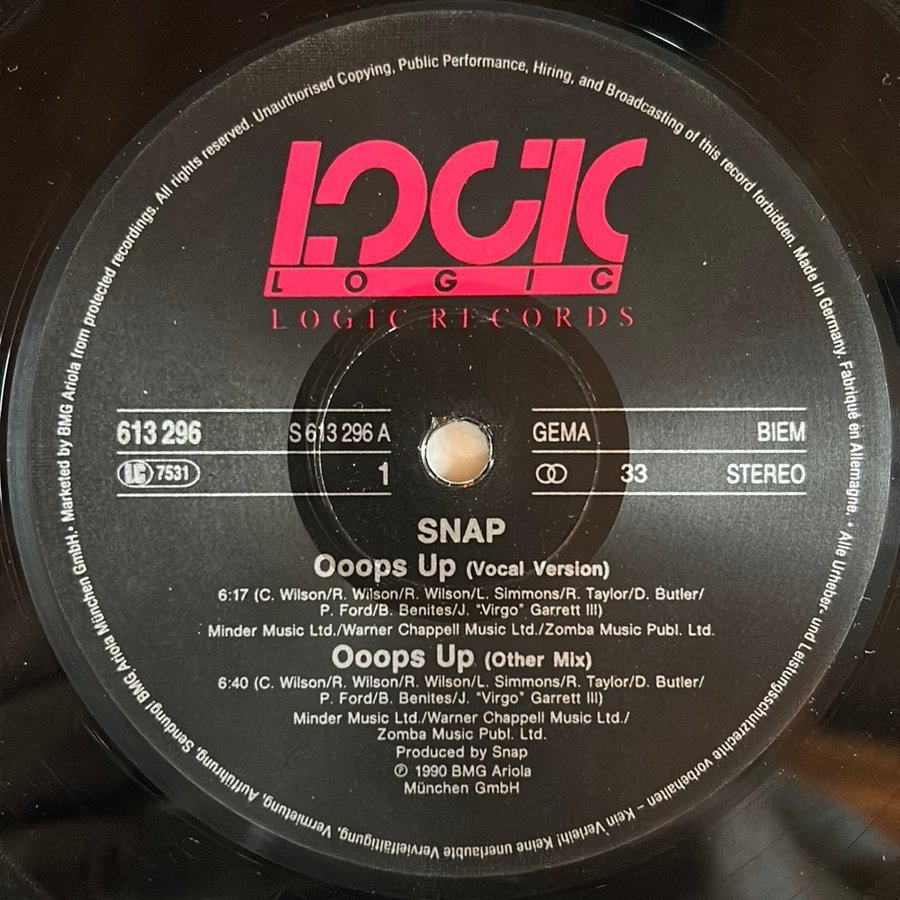 Marketed by BMG Ariola from protected recordings. All rights reserved. Unauthorised Copying, Public Performance, Hiring, and Broadcasting of this record forbidden. Made in Germany. Fabriqué en Allemagne. • Alle Urheber- und Leistungsschutzrechte vorbehalten – Kein Verleih! Keine unerlaubte Vervielfältigung, Vermietung, Aufführung, Sendung! BMG Ariola München GmbH. •
LOGIC
LOGIC
LOGIC RECORDS
613 296 S 613 296 A GEMA BIEM
LC 7531 1 33 STEREO
SNAP
Ooops Up (Vocal Version)
6:17 (C. Wilson/R. Wilson/R. Wilson/L. Simmons/R. Taylor/D. Butler/
P. Ford/B. Benites/J. "Virgo" Garrett III)
Minder Music Ltd./Warner Chappell Music Ltd./Zomba Music Publ. Ltd.
Ooops Up (Other Mix)
6:40 (C. Wilson/R. Wilson/R. Wilson/L. Simmons/R. Taylor/D. Butler/
P. Ford/B. Benites/J. "Virgo" Garrett III)
Minder Music Ltd./Warner Chappell Music Ltd./
Zomba Music Publ. Ltd.
Produced by Snap
℗ 1990 BMG Ariola
München GmbH